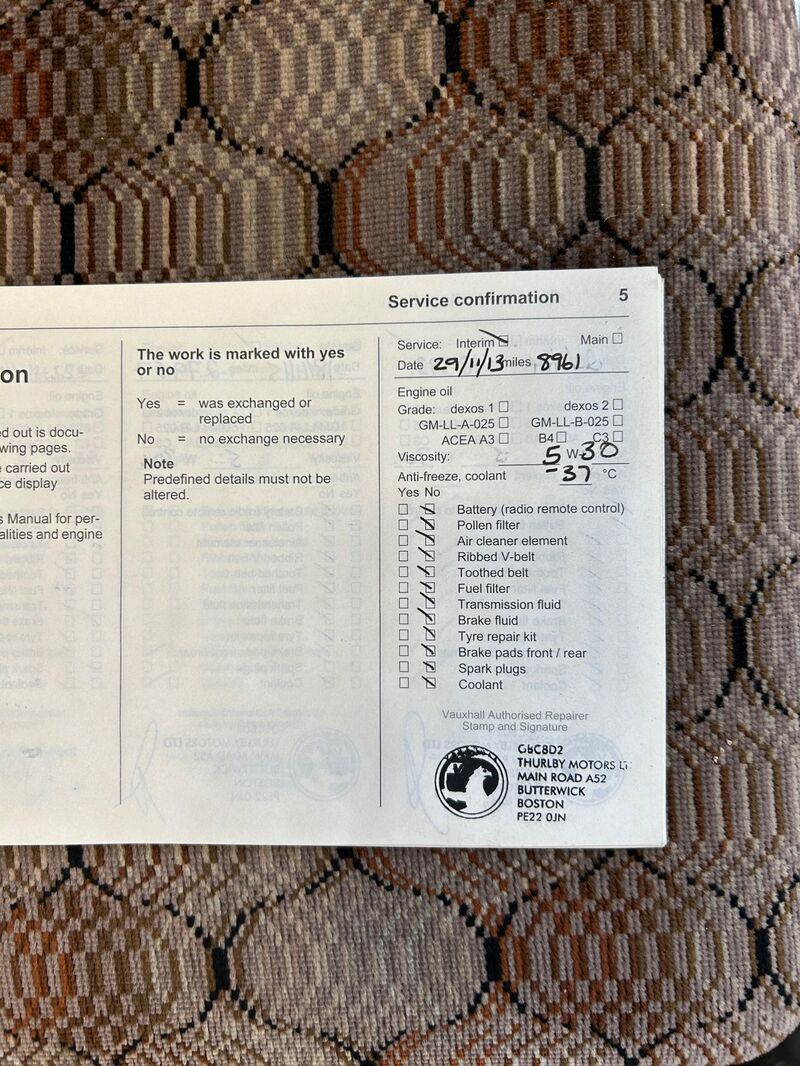 Service confirmation 5
on
ed out is docu-
wing pages.
e carried out
ce display
s Manual for per-
alities and engine
The work is marked with yes
or no
Yes = was exchanged or
replaced
No = no exchange necessary
Note
Predefined details must not be
altered.
Service: Interim ☑ Main ☐
Date 29/11/13 miles 8961
Engine oil
Grade: dexos 1 ☐ dexos 2 ☐
GM-LL-A-025 ☐ GM-LL-B-025 ☐
ACEA A3 ☐ B4 ☐ C3 ☐
Viscosity: 5 W-30
Anti-freeze, coolant -37 °C
Yes No
☐ ☑ Battery (radio remote control)
☐ ☑ Pollen filter
☐ ☑ Air cleaner element
☐ ☑ Ribbed V-belt
☐ ☑ Toothed belt
☐ ☑ Fuel filter
☐ ☑ Transmission fluid
☐ ☑ Brake fluid
☐ ☑ Tyre repair kit
☐ ☑ Brake pads front / rear
☐ ☑ Spark plugs
☐ ☑ Coolant
Vauxhall Authorised Repairer
Stamp and Signature
THURLBY MOTORS
MAIN ROAD A52
BUTTERWICK
BOSTON
PE22 0JN